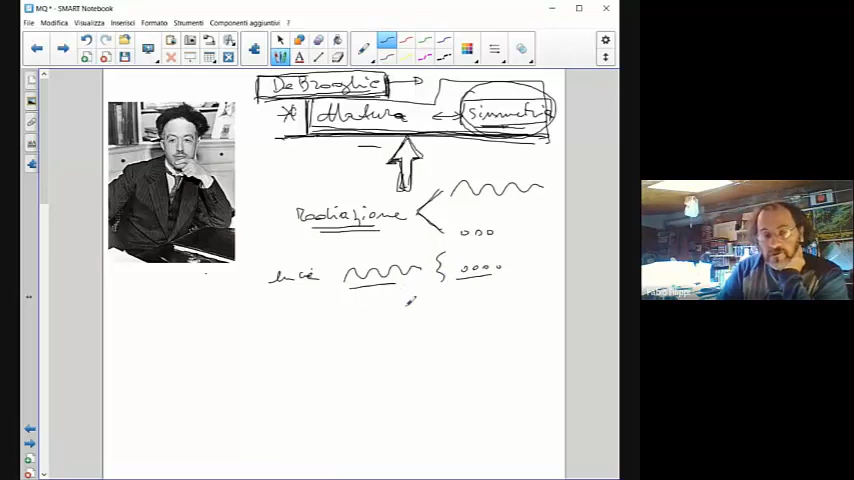 MQ * - SMART Notebook
File Modifica Visualizza Inserisci Formato Strumenti Componenti aggiuntivi ?
De Broglie
* Natura ↔ Simmetria
Radiazione
luce